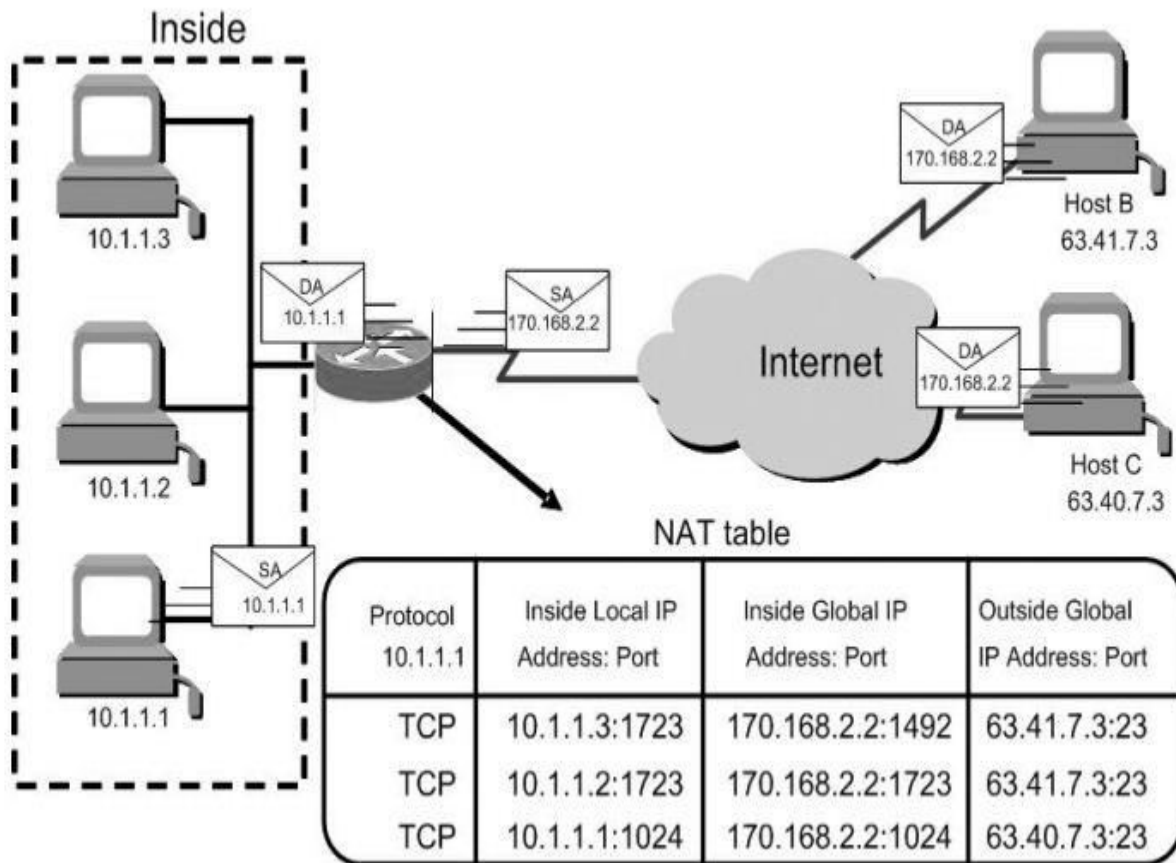 Inside
10.1.1.3
10.1.1.2
10.1.1.1
SA
10.1.1.1
DA
10.1.1.1
SA
170.168.2.2
Internet
DA
170.168.2.2
Host B
63.41.7.3
DA
170.168.2.2
Host C
63.40.7.3
NAT table
Protocol 10.1.1.1
Inside Local IP Address: Port
Inside Global IP Address: Port
Outside Global IP Address: Port
TCP 10.1.1.3:1723 170.168.2.2:1492 63.41.7.3:23
TCP 10.1.1.2:1723 170.168.2.2:1723 63.41.7.3:23
TCP 10.1.1.1:1024 170.168.2.2:1024 63.40.7.3:23